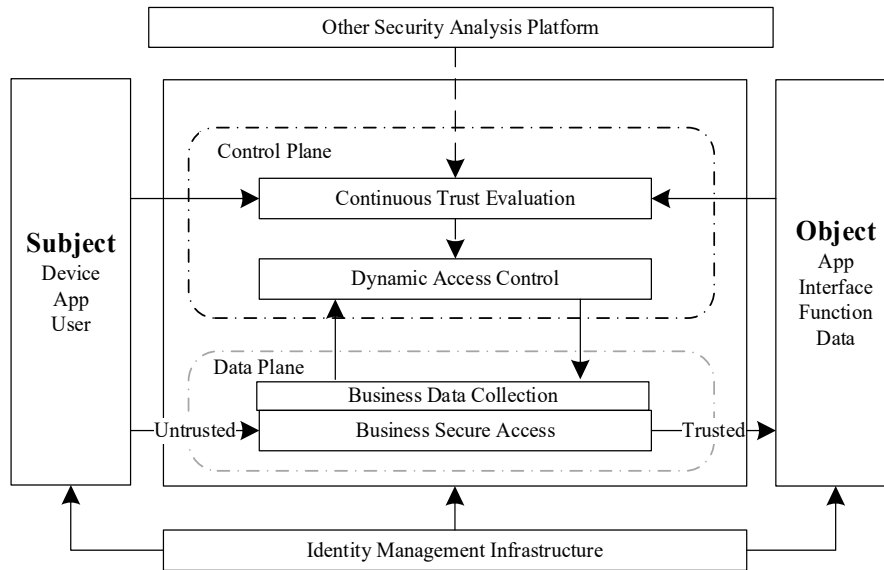 Other Security Analysis Platform
Control Plane
Continuous Trust Evaluation
Dynamic Access Control
Subject
Device
App
User
Object
App
Interface
Function
Data
Data Plane
Business Data Collection
Untrusted
Business Secure Access
Trusted
Identity Management Infrastructure